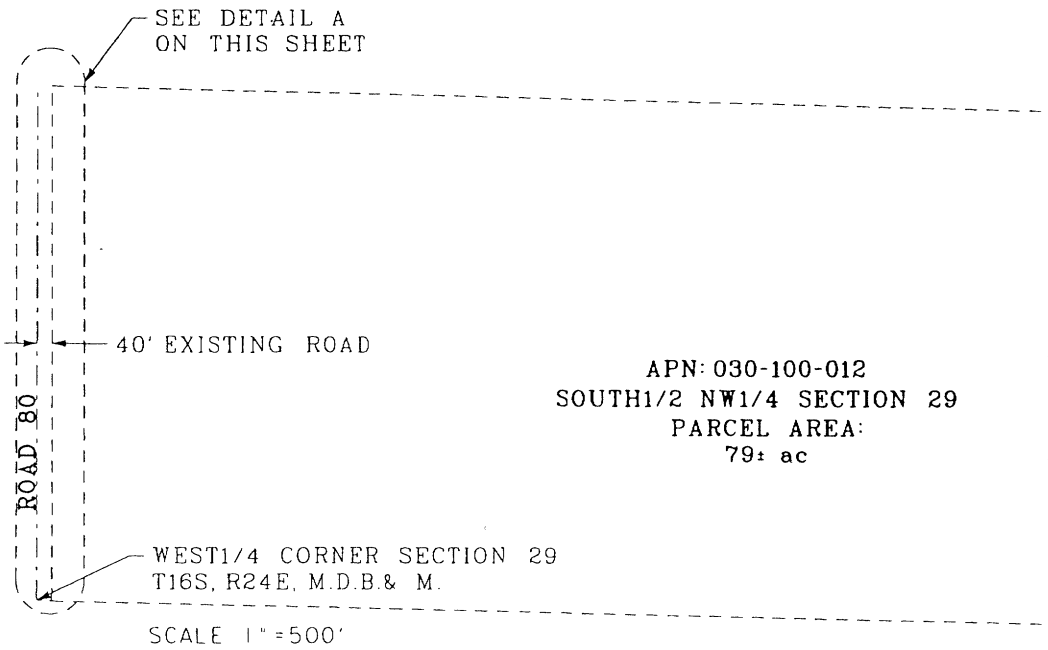 SEE DETAIL A
ON THIS SHEET
40' EXISTING ROAD
APN: 030-100-012
SOUTH1/2 NW1/4 SECTION 29
PARCEL AREA:
79± ac
ROAD 80
WEST1/4 CORNER SECTION 29
T16S, R24E, M.D.B.& M.
SCALE 1"=500'